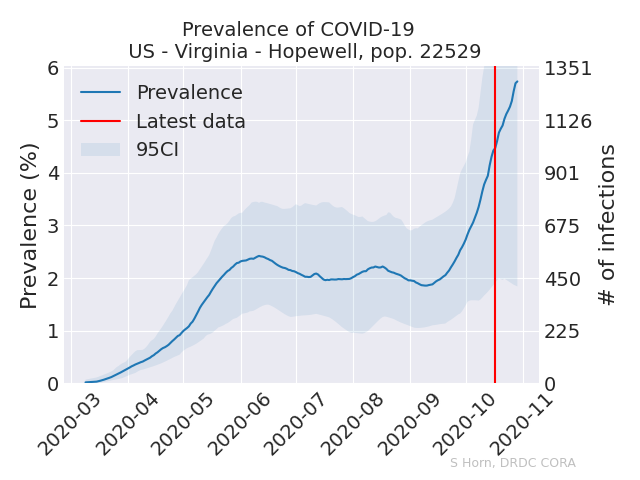 Prevalence of COVID-19
US - Virginia - Hopewell, pop. 22529
Prevalence
Latest data
95CI
Prevalence (%)
6
5
4
3
2
1
0
1351
1126
901
675
450
225
0
# of infections
2020-03
2020-04
2020-05
2020-06
2020-07
2020-08
2020-09
2020-10
2020-11
S Horn, DRDC CORA